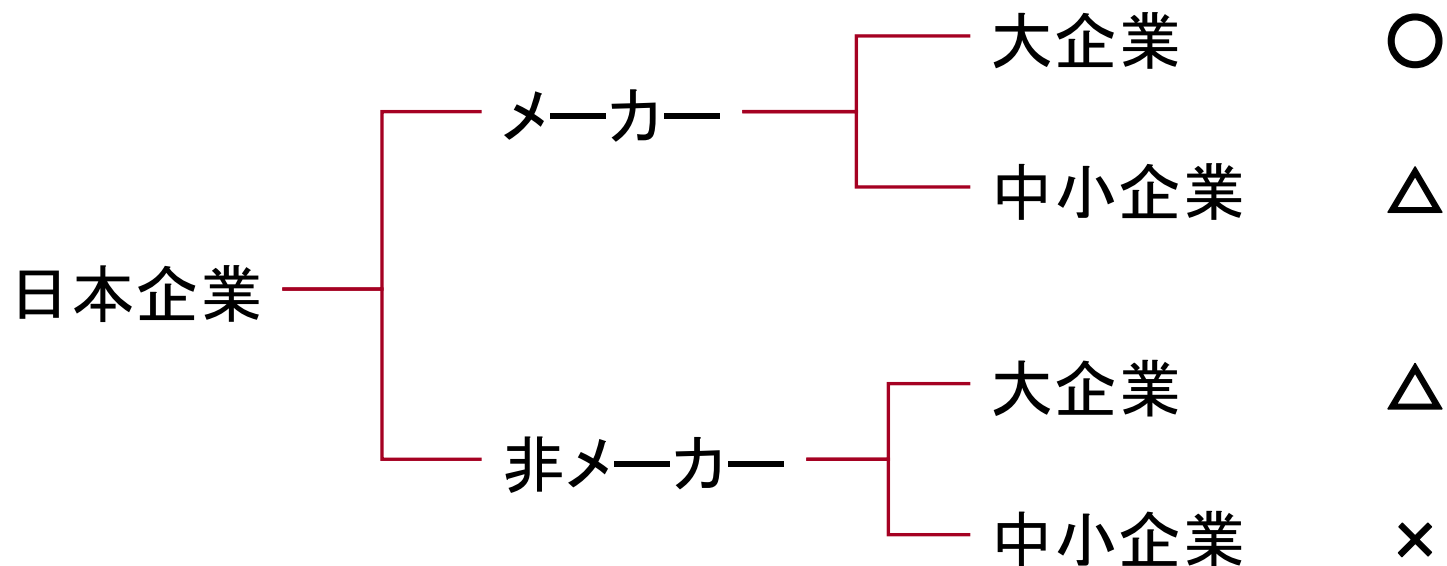 日本企業
メーカー
大企業 ○
中小企業 △
非メーカー
大企業 △
中小企業 ×